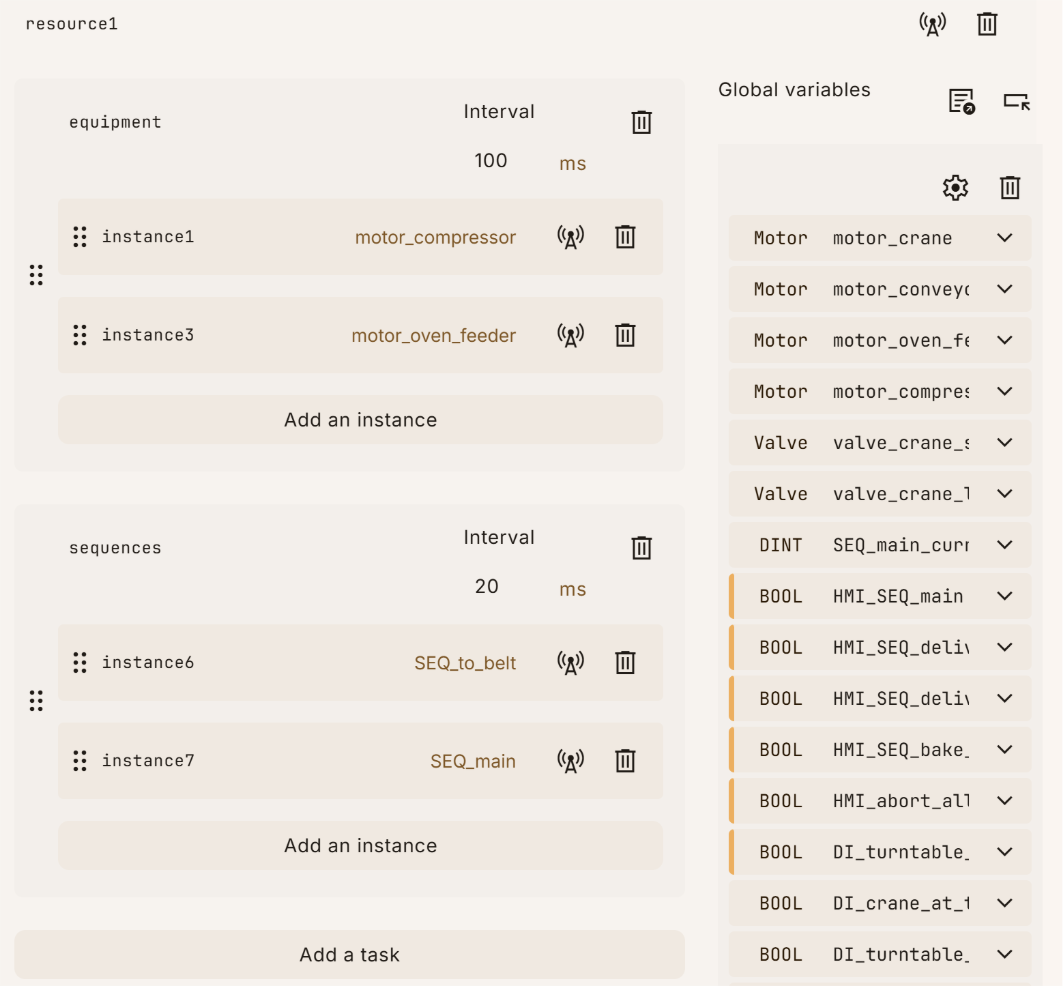 resource1
equipment
Interval
100 ms
instance1 motor_compressor
instance3 motor_oven_feeder
Add an instance
sequences
Interval
20 ms
instance6 SEQ_to_belt
instance7 SEQ_main
Add an instance
Add a task
Global variables
Motor motor_crane
Motor motor_conveyo
Motor motor_oven_fe
Motor motor_compres
Valve valve_crane_s
Valve valve_crane_l
DINT SEQ_main_curr
BOOL HMI_SEQ_main
BOOL HMI_SEQ_deliv
BOOL HMI_SEQ_deliv
BOOL HMI_SEQ_bake_
BOOL HMI_abort_all
BOOL DI_turntable_
BOOL DI_crane_at_t
BOOL DI_turntable_